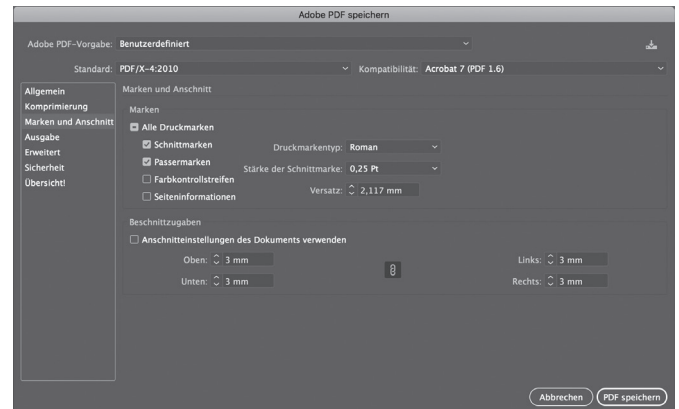 Adobe PDF speichern
Adobe PDF-Vorgabe: Benutzerdefiniert
Standard: PDF/X-4:2010 Kompatibilität: Acrobat 7 (PDF 1.6)
Allgemein
Komprimierung
Marken und Anschnitt
Ausgabe
Erweitert
Sicherheit
Übersicht!
Marken und Anschnitt
Marken
Alle Druckmarken
Schnittmarken
Passermarken
Farbkontrollstreifen
Seiteninformationen
Druckmarkentyp: Roman
Stärke der Schnittmarke: 0,25 Pt
Versatz: 2,117 mm
Beschnittzugaben
Anschnitteinstellungen des Dokuments verwenden
Oben: 3 mm Links: 3 mm
Unten: 3 mm Rechts: 3 mm
Abbrechen PDF speichern